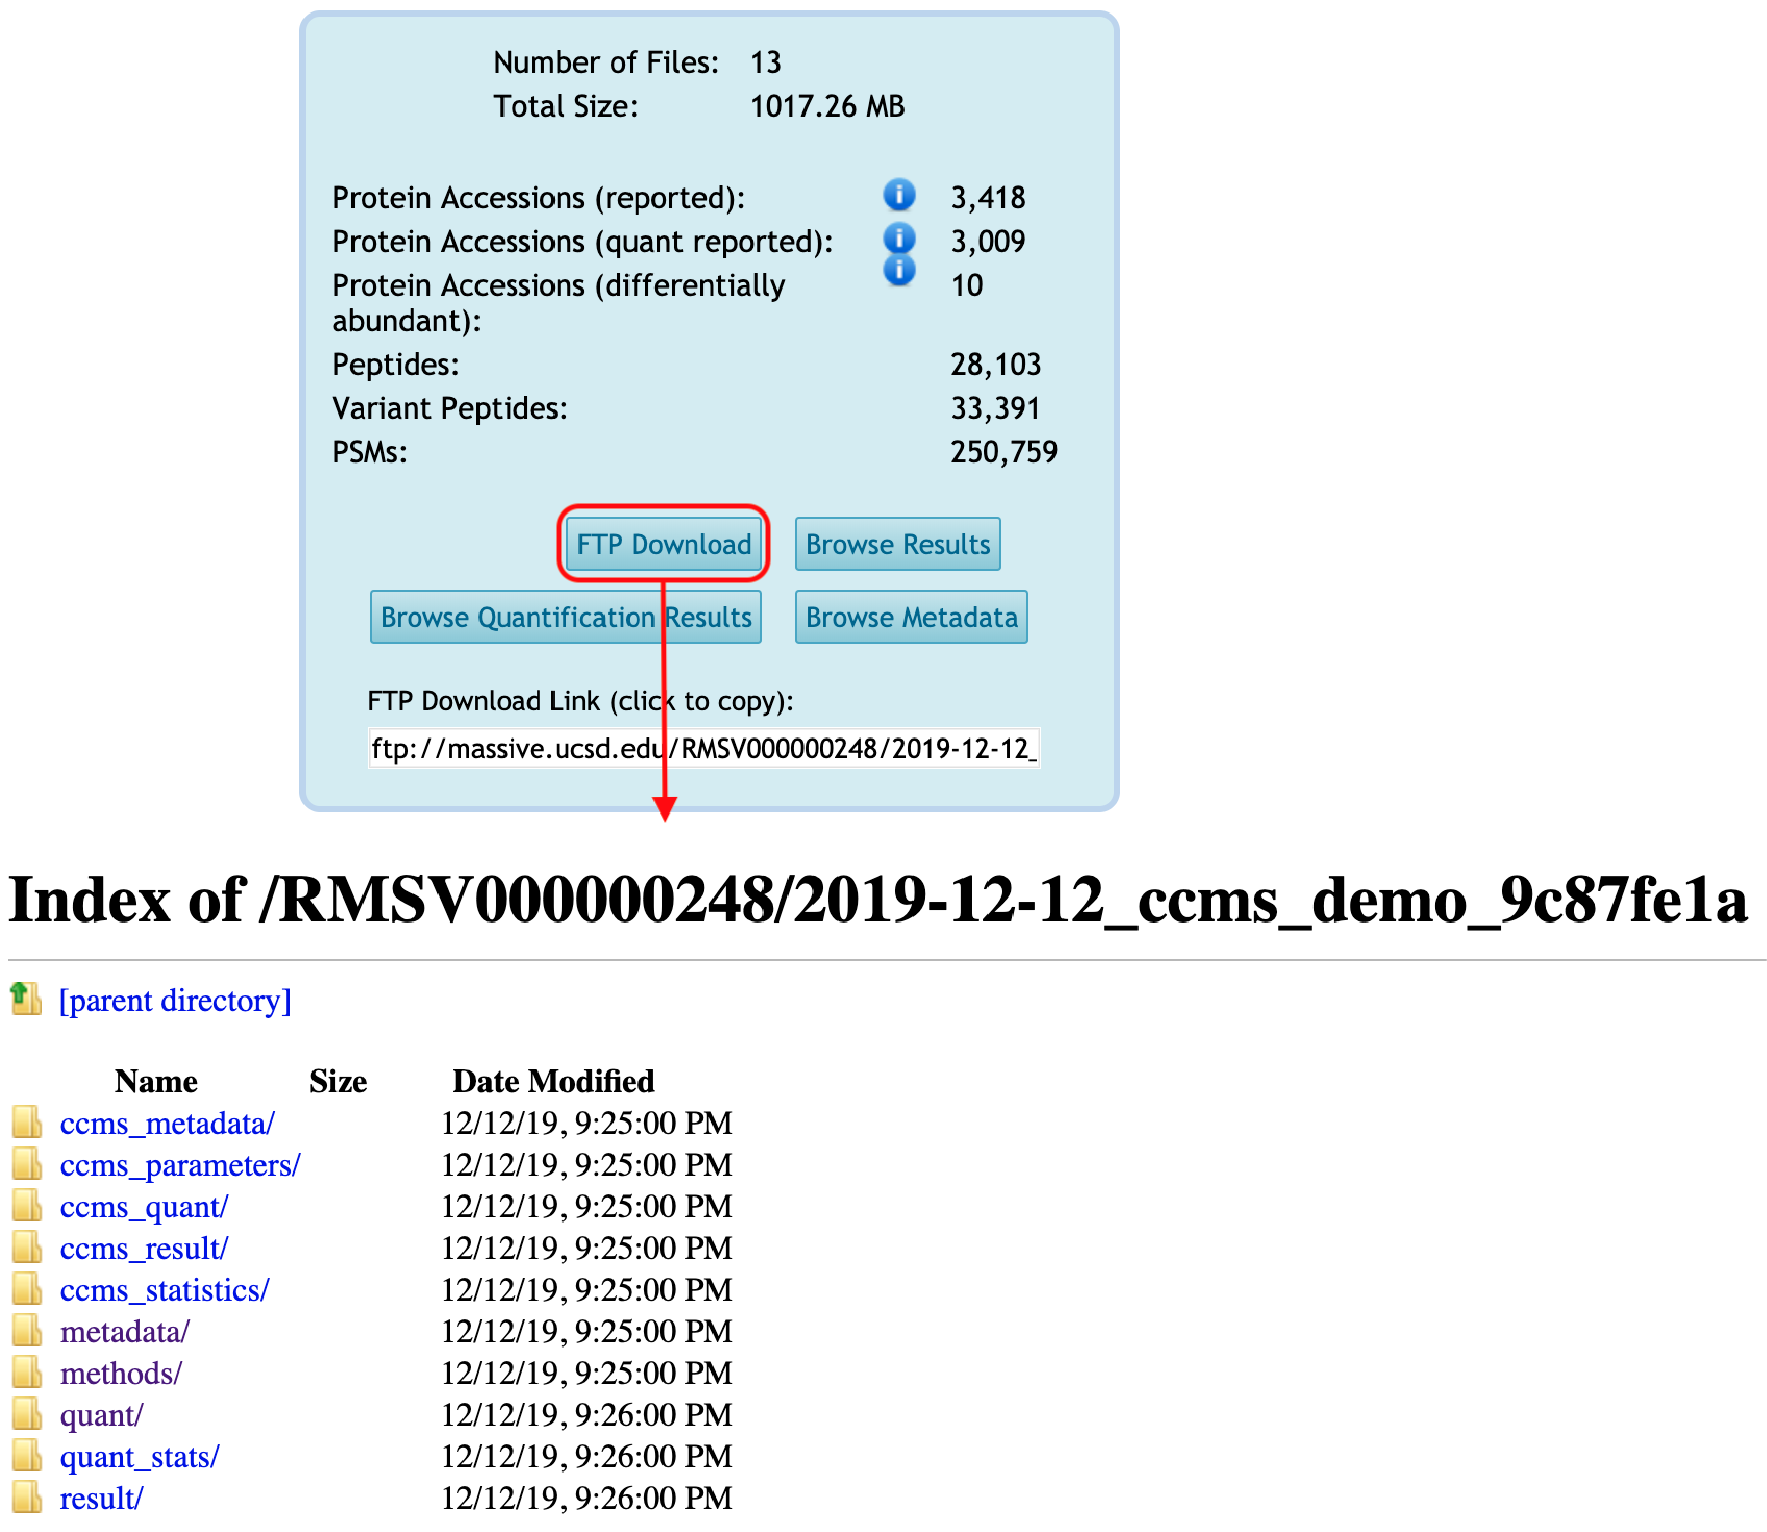 Number of Files: 13
Total Size: 1017.26 MB
Protein Accessions (reported): i 3,418
Protein Accessions (quant reported): i 3,009
Protein Accessions (differentially i 10
abundant):
Peptides: 28,103
Variant Peptides: 33,391
PSMs: 250,759
FTP Download Browse Results
Browse Quantification Results Browse Metadata
FTP Download Link (click to copy):
ftp://massive.ucsd.edu/RMSV000000248/2019-12-12_
Index of /RMSV000000248/2019-12-12_ccms_demo_9c87fe1a
[parent directory]
Name Size Date Modified
ccms_metadata/ 12/12/19, 9:25:00 PM
ccms_parameters/ 12/12/19, 9:25:00 PM
ccms_quant/ 12/12/19, 9:25:00 PM
ccms_result/ 12/12/19, 9:25:00 PM
ccms_statistics/ 12/12/19, 9:25:00 PM
metadata/ 12/12/19, 9:25:00 PM
methods/ 12/12/19, 9:25:00 PM
quant/ 12/12/19, 9:26:00 PM
quant_stats/ 12/12/19, 9:26:00 PM
result/ 12/12/19, 9:26:00 PM